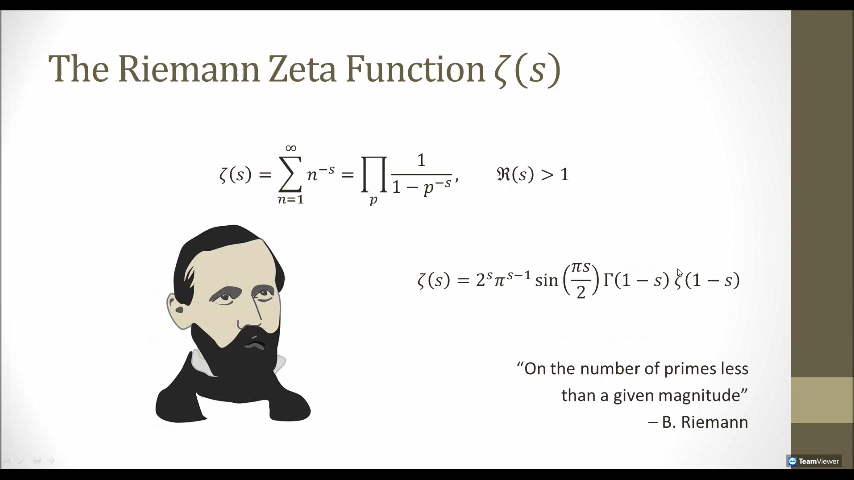 The Riemann Zeta Function ζ(s)
ζ(s) = ∑_{n=1}^{∞} n^{−s} = ∏_p 1/(1 − p^{−s}), ℜ(s) > 1
ζ(s) = 2^s π^{s−1} sin(πs/2) Γ(1 − s) ζ(1 − s)
“On the number of primes less
than a given magnitude”
– B. Riemann
TeamViewer